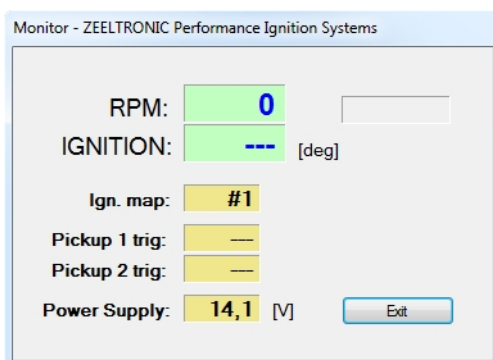 Monitor - ZEELTRONIC Performance Ignition Systems
RPM: 0
IGNITION: --- [deg]
Ign. map: #1
Pickup 1 trig: ---
Pickup 2 trig: ---
Power Supply: 14,1 [V] Exit